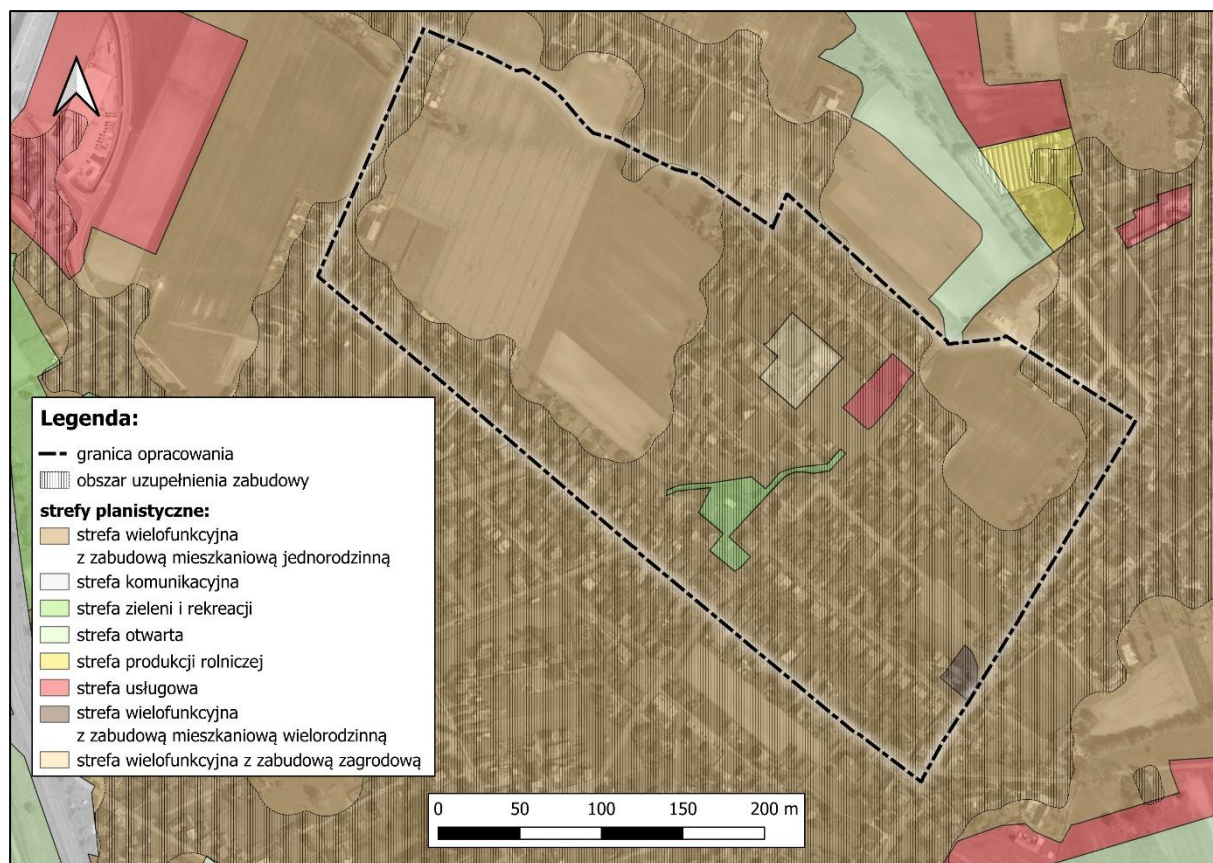 Legenda:
granica opracowania
obszar uzupełnienia zabudowy
strefy planistyczne:
strefa wielofunkcyjna
z zabudową mieszkaniową jednorodzinną
strefa komunikacyjna
strefa zieleni i rekreacji
strefa otwarta
strefa produkcji rolniczej
strefa usługowa
strefa wielofunkcyjna
z zabudową mieszkaniową wielorodzinną
strefa wielofunkcyjna z zabudową zagrodową
0 50 100 150 200 m